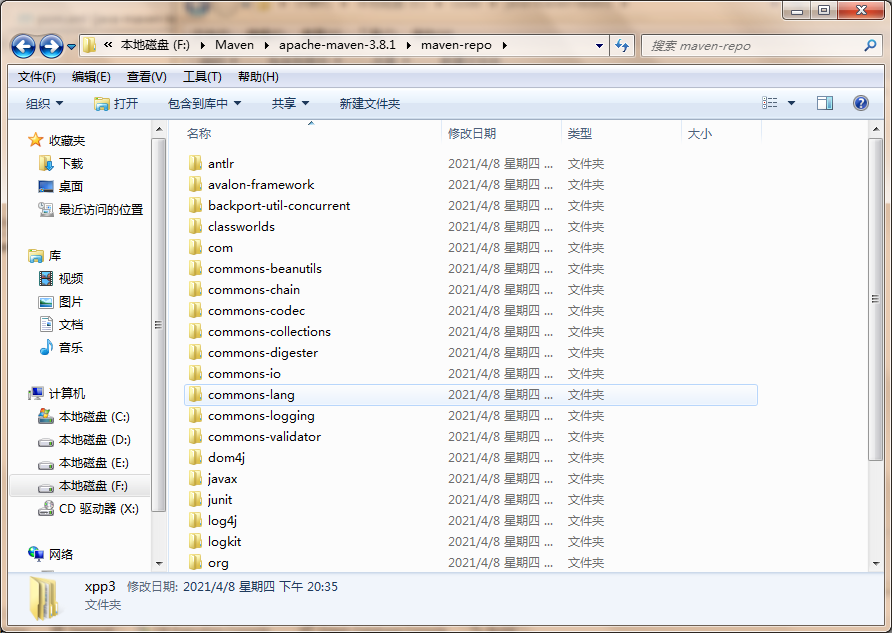 « 本地磁盘 (F:) Maven apache-maven-3.8.1 maven-repo 搜索 maven-repo
文件(F) 编辑(E) 查看(V) 工具(T) 帮助(H)
组织 打开 包含到库中 共享 新建文件夹
收藏夹
下载
桌面
最近访问的位置
库
视频
图片
文档
音乐
计算机
本地磁盘 (C:)
本地磁盘 (D:)
本地磁盘 (E:)
本地磁盘 (F:)
CD 驱动器 (X:)
网络
名称 修改日期 类型 大小
antlr 2021/4/8 星期四 ... 文件夹
avalon-framework 2021/4/8 星期四 ... 文件夹
backport-util-concurrent 2021/4/8 星期四 ... 文件夹
classworlds 2021/4/8 星期四 ... 文件夹
com 2021/4/8 星期四 ... 文件夹
commons-beanutils 2021/4/8 星期四 ... 文件夹
commons-chain 2021/4/8 星期四 ... 文件夹
commons-codec 2021/4/8 星期四 ... 文件夹
commons-collections 2021/4/8 星期四 ... 文件夹
commons-digester 2021/4/8 星期四 ... 文件夹
commons-io 2021/4/8 星期四 ... 文件夹
commons-lang 2021/4/8 星期四 ... 文件夹
commons-logging 2021/4/8 星期四 ... 文件夹
commons-validator 2021/4/8 星期四 ... 文件夹
dom4j 2021/4/8 星期四 ... 文件夹
javax 2021/4/8 星期四 ... 文件夹
junit 2021/4/8 星期四 ... 文件夹
log4j 2021/4/8 星期四 ... 文件夹
logkit 2021/4/8 星期四 ... 文件夹
org 2021/4/8 星期四 ... 文件夹
xpp3 修改日期: 2021/4/8 星期四 下午 20:35
文件夹